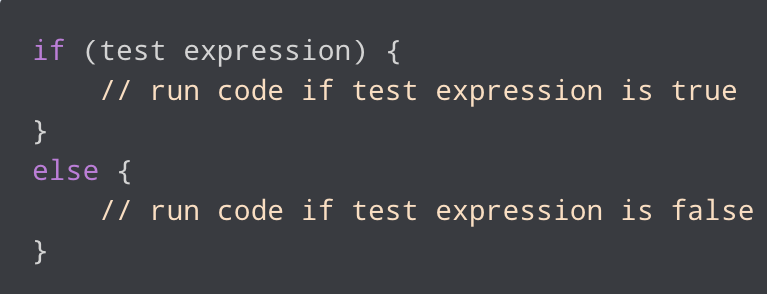 if (test expression) {
    // run code if test expression is true
}
else {
    // run code if test expression is false
}